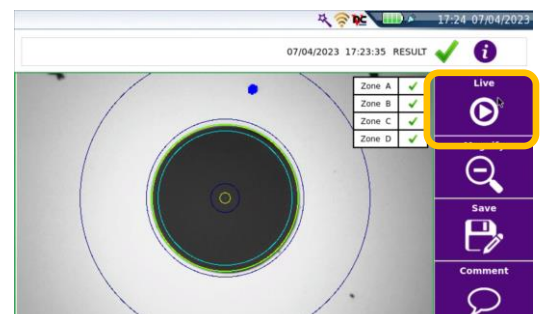 17:24 07/04/2023
07/04/2023 17:23:35 RESULT
Zone A
Zone B
Zone C
Zone D
Live
Save
Comment